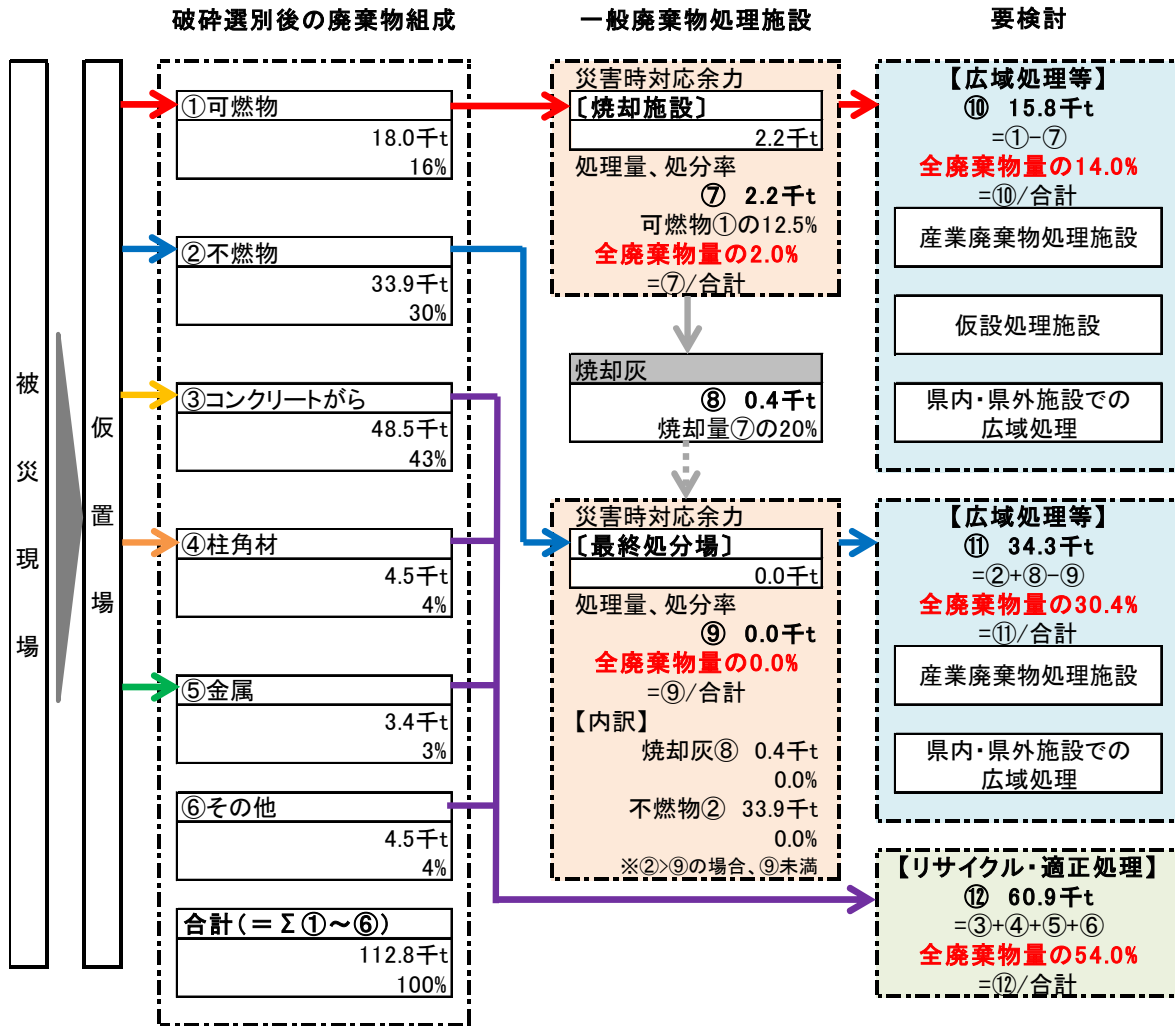 破砕選別後の廃棄物組成
一般廃棄物処理施設
要検討
被災現場
仮置場
①可燃物
18.0千t
16%
②不燃物
33.9千t
30%
③コンクリートがら
48.5千t
43%
④柱角材
4.5千t
4%
⑤金属
3.4千t
3%
⑥その他
4.5千t
4%
合計(=Σ①～⑥)
112.8千t
100%
災害時対応余力
〔焼却施設〕
2.2千t
処理量、処分率
⑦ 2.2千t
可燃物①の12.5%
全廃棄物量の2.0%
=⑦/合計
焼却灰
⑧ 0.4千t
焼却量⑦の20%
災害時対応余力
〔最終処分場〕
0.0千t
処理量、処分率
⑨ 0.0千t
全廃棄物量の0.0%
=⑨/合計
【内訳】
焼却灰⑧ 0.4千t
0.0%
不燃物② 33.9千t
0.0%
※②>⑨の場合、⑨未満
【広域処理等】
⑩ 15.8千t
=①-⑦
全廃棄物量の14.0%
=⑩/合計
産業廃棄物処理施設
仮設処理施設
県内・県外施設での
広域処理
【広域処理等】
⑪ 34.3千t
=②+⑧-⑨
全廃棄物量の30.4%
=⑪/合計
産業廃棄物処理施設
県内・県外施設での
広域処理
【リサイクル・適正処理】
⑫ 60.9千t
=③+④+⑤+⑥
全廃棄物量の54.0%
=⑫/合計